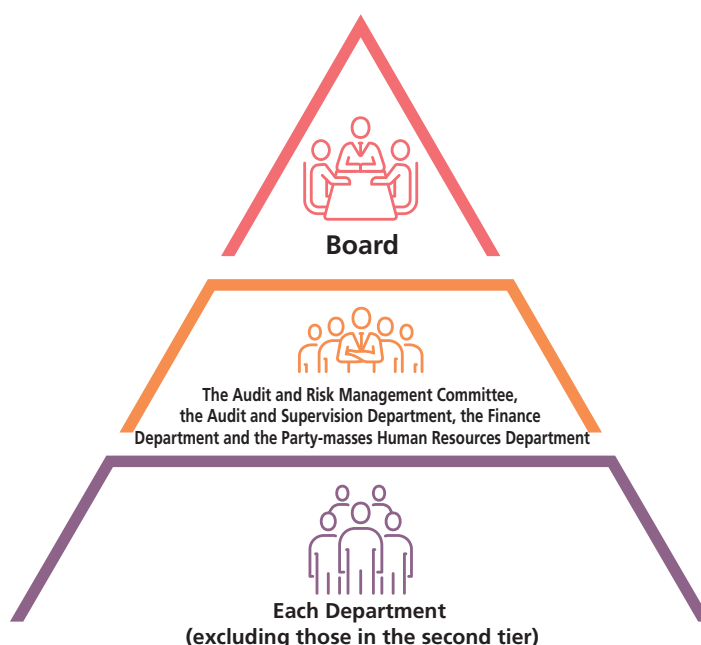 Board
The Audit and Risk Management Committee,
the Audit and Supervision Department, the Finance
Department and the Party-masses Human Resources Department
Each Department
(excluding those in the second tier)